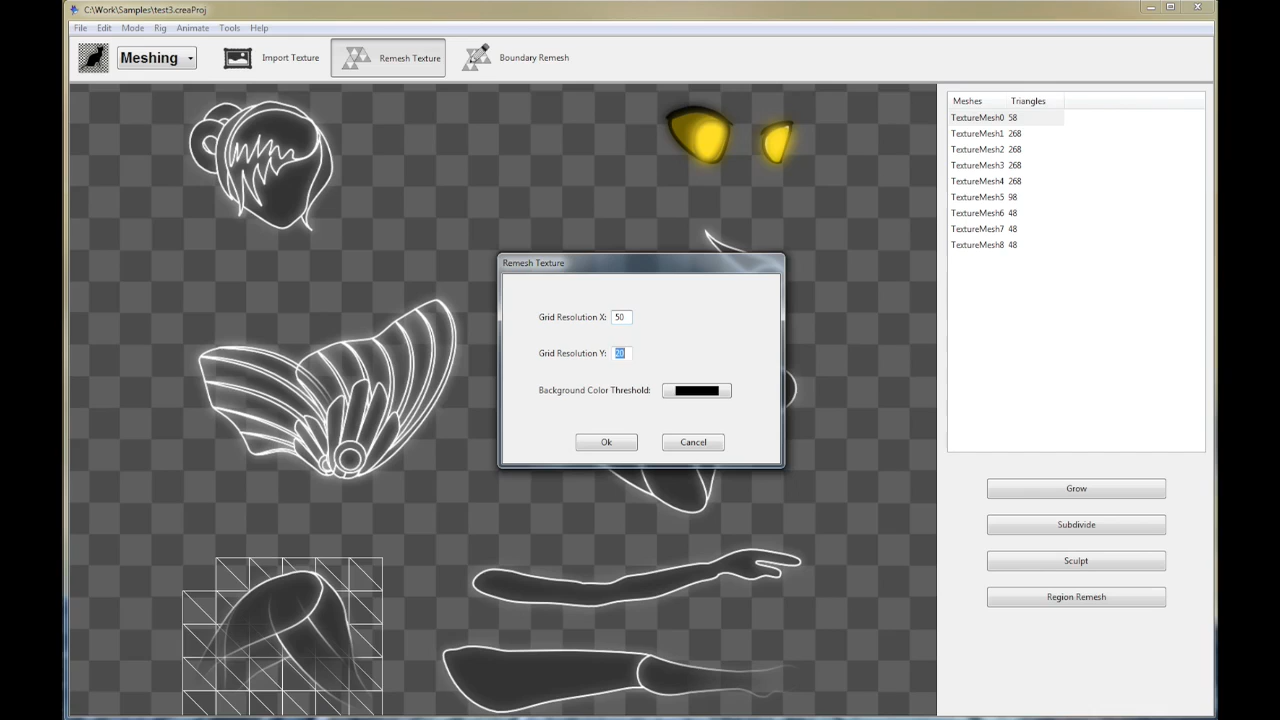 C:\Work\Samples\test3.creaProj
File Edit Mode Rig Animate Tools Help
Meshing Import Texture Remesh Texture Boundary Remesh
Meshes Triangles
TextureMesh0 58
TextureMesh1 268
TextureMesh2 268
TextureMesh3 268
TextureMesh4 268
TextureMesh5 98
TextureMesh6 48
TextureMesh7 48
TextureMesh8 48
Remesh Texture
Grid Resolution X: 50
Grid Resolution Y: 20
Background Color Threshold:
Ok Cancel
Grow
Subdivide
Sculpt
Region Remesh